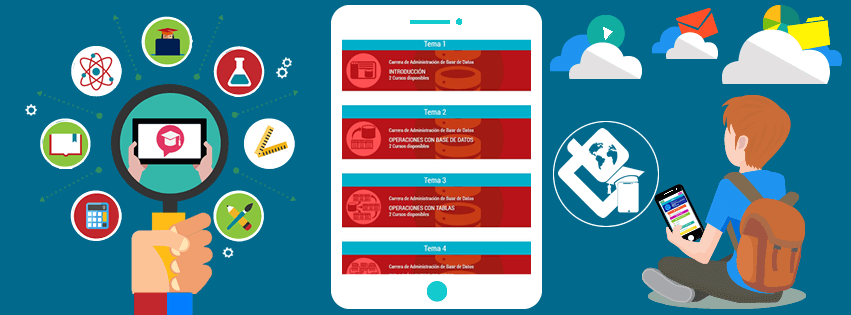 Tema 1
Carrera de Administración de Base de Datos
INTRODUCCIÓN
2 Cursos disponibles
Tema 2
Carrera de Administración de Base de Datos
OPERACIONES CON BASE DE DATOS
2 Cursos disponibles
Tema 3
Carrera de Administración de Base de Datos
OPERACIONES CON TABLAS
2 Cursos disponibles
Tema 4
Carrera de Administración de Base de Datos